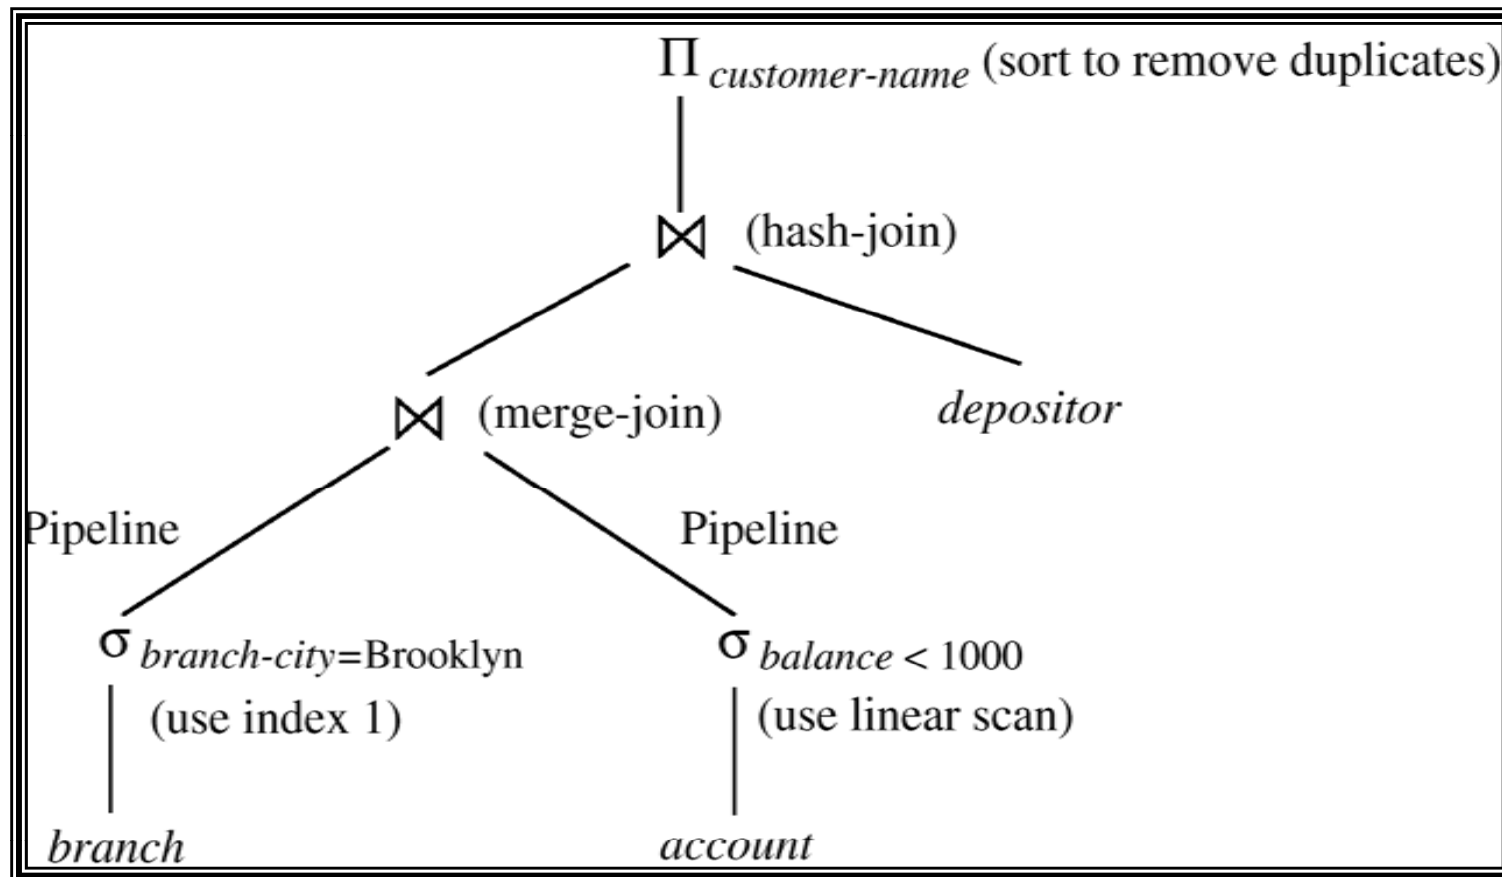 Π customer-name (sort to remove duplicates)
⋈ (hash-join)
⋈ (merge-join)
depositor
Pipeline
Pipeline
σ branch-city=Brooklyn
σ balance < 1000
(use index 1)
(use linear scan)
branch
account